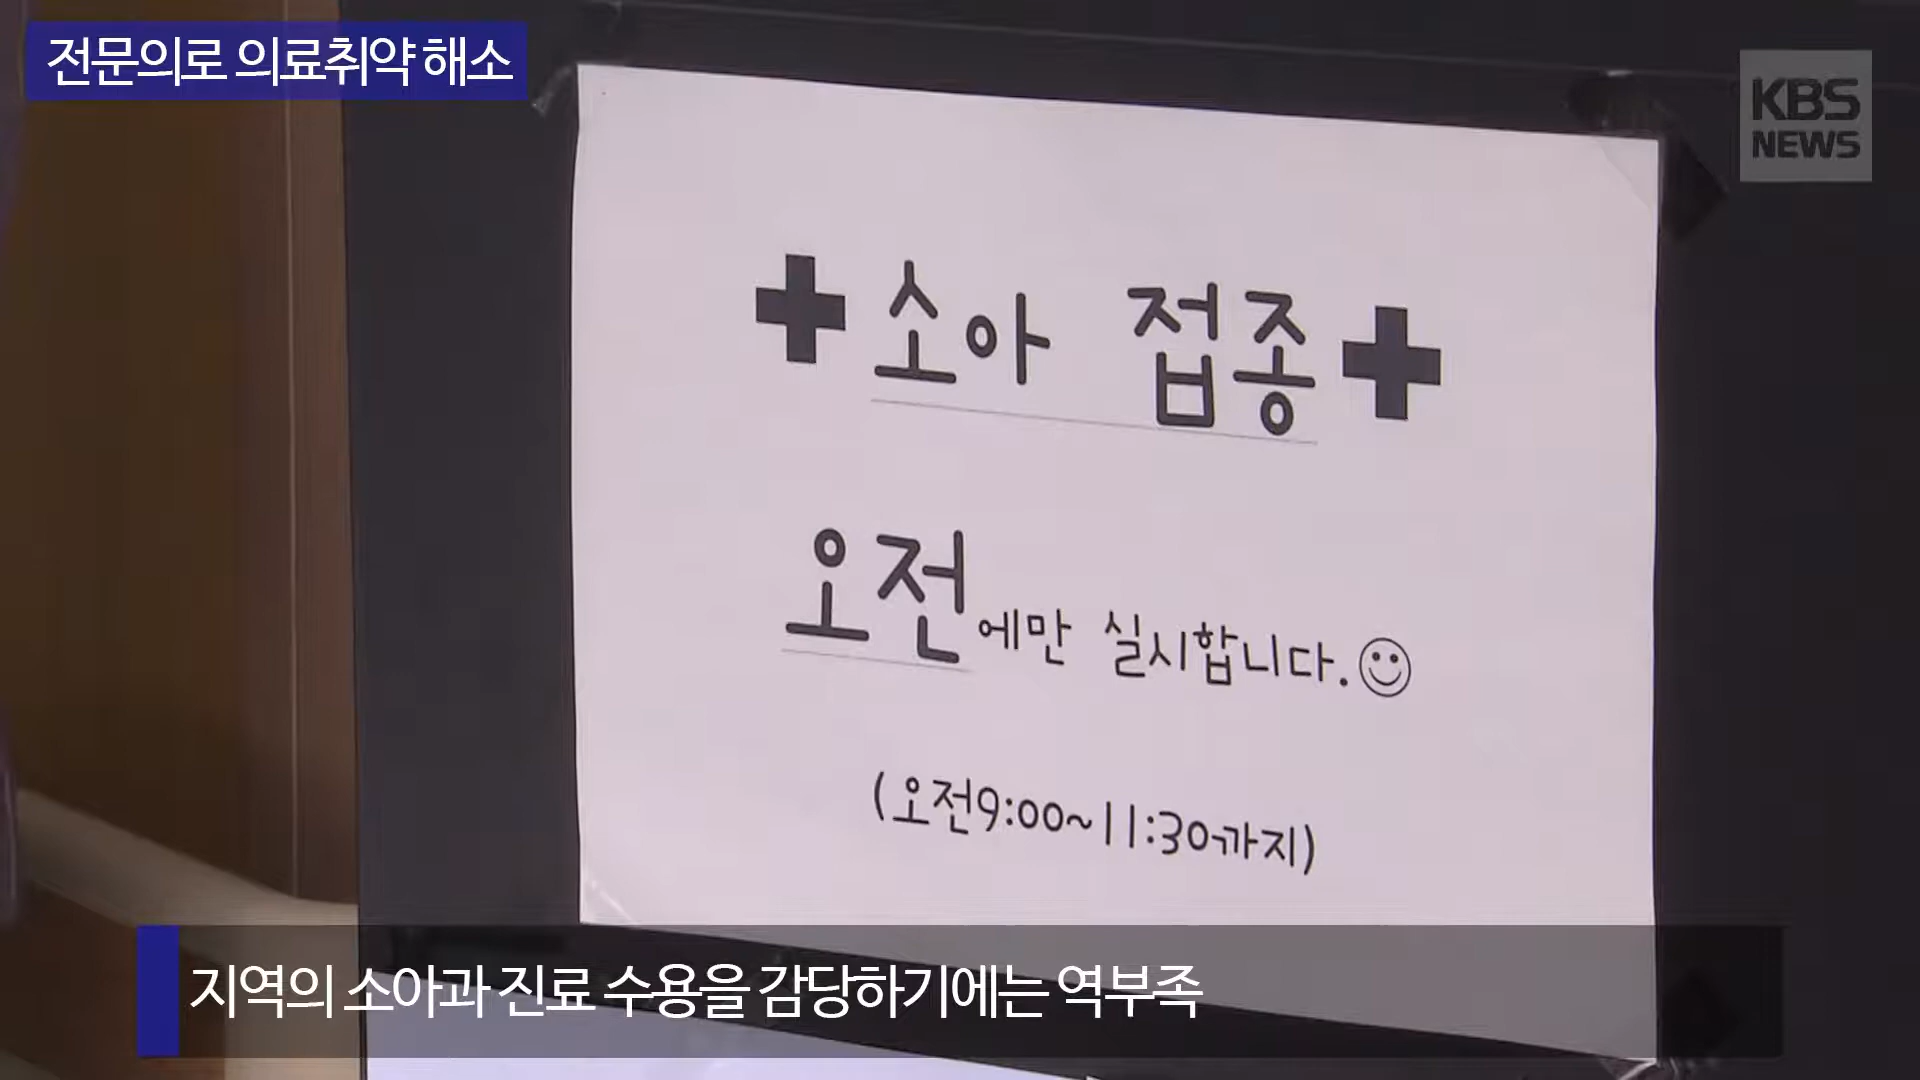 전문의로 의료취약 해소
KBS
NEWS
소아 접종
오전에만 실시합니다.
(오전9:00~11:30까지)
지역의 소아과 진료 수용을 감당하기에는 역부족